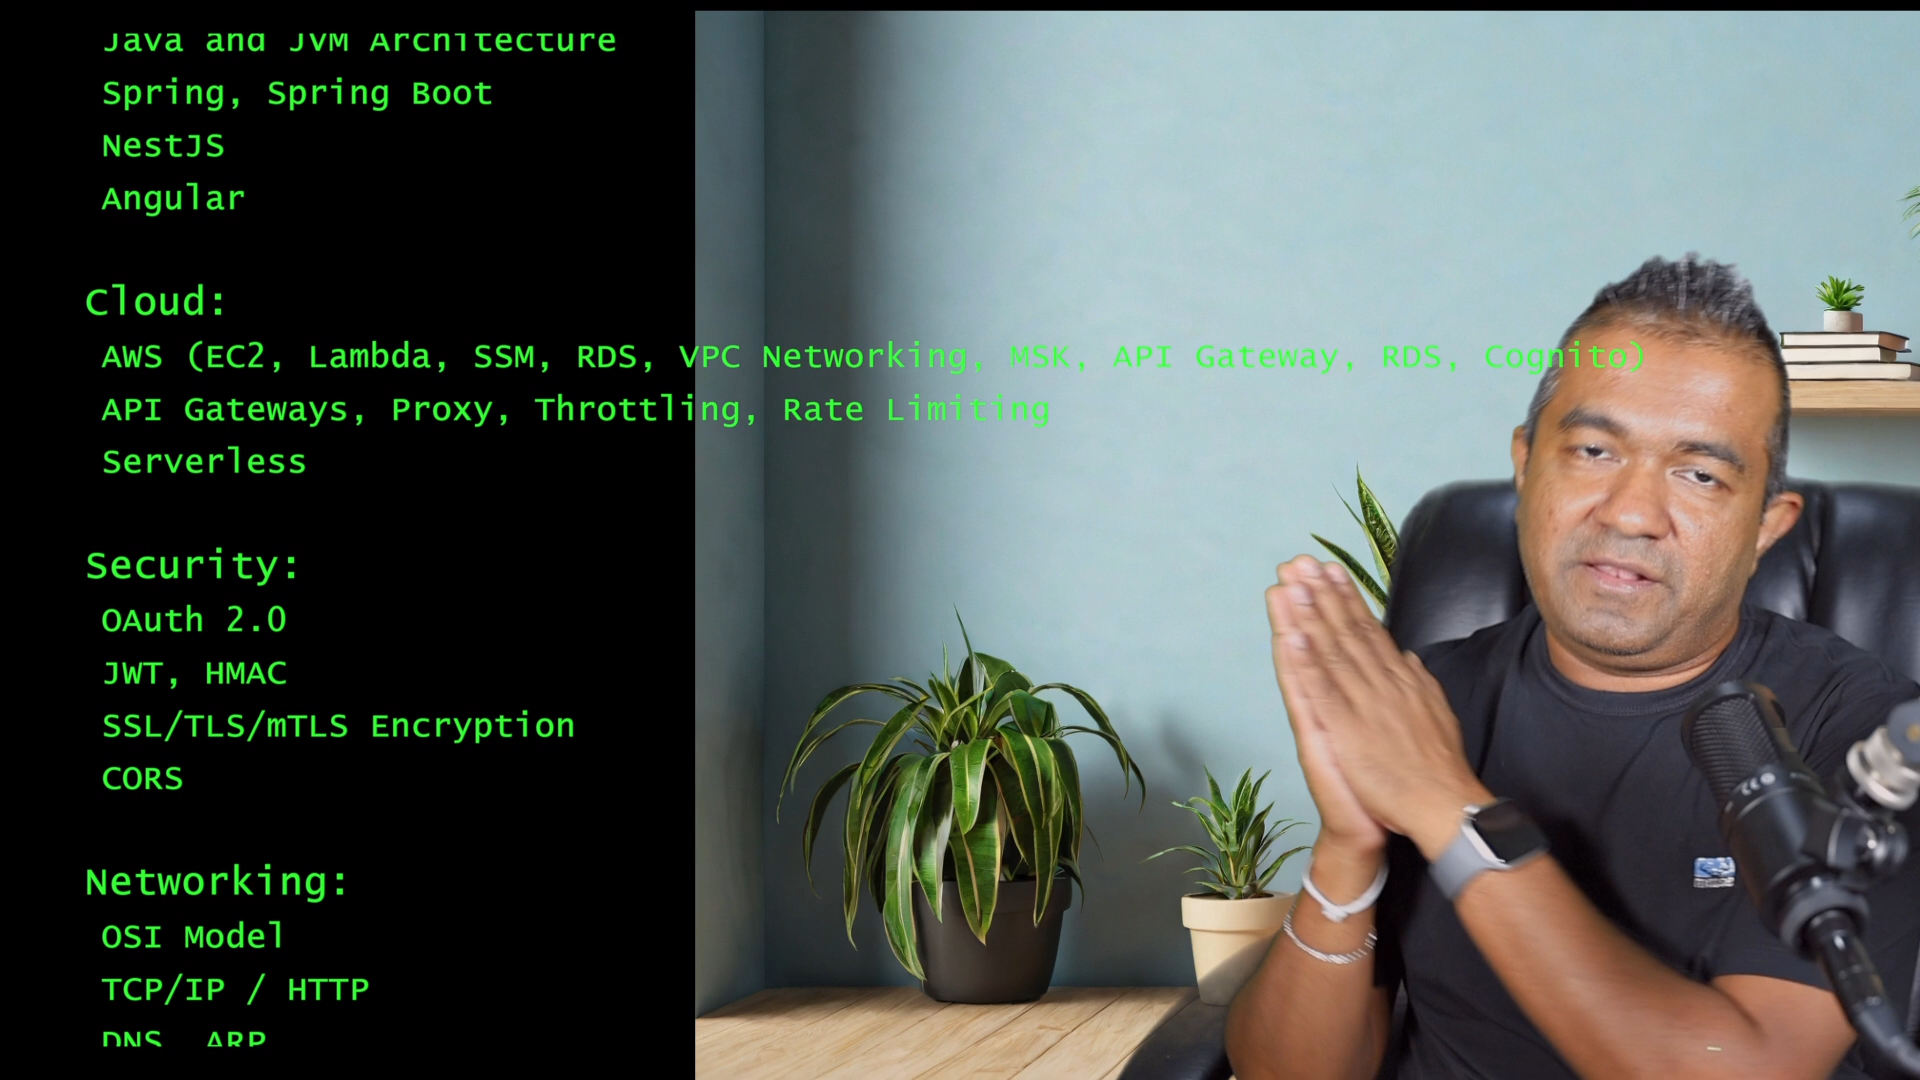 Java and JVM Architecture
Spring, Spring Boot
NestJS
Angular
Cloud:
AWS (EC2, Lambda, SSM, RDS, VPC Networking, MSK, API Gateway, RDS, Cognito)
API Gateways, Proxy, Throttling, Rate Limiting
Serverless
Security:
OAuth 2.0
JWT, HMAC
SSL/TLS/mTLS Encryption
CORS
Networking:
OSI Model
TCP/IP / HTTP
DNS, ARP